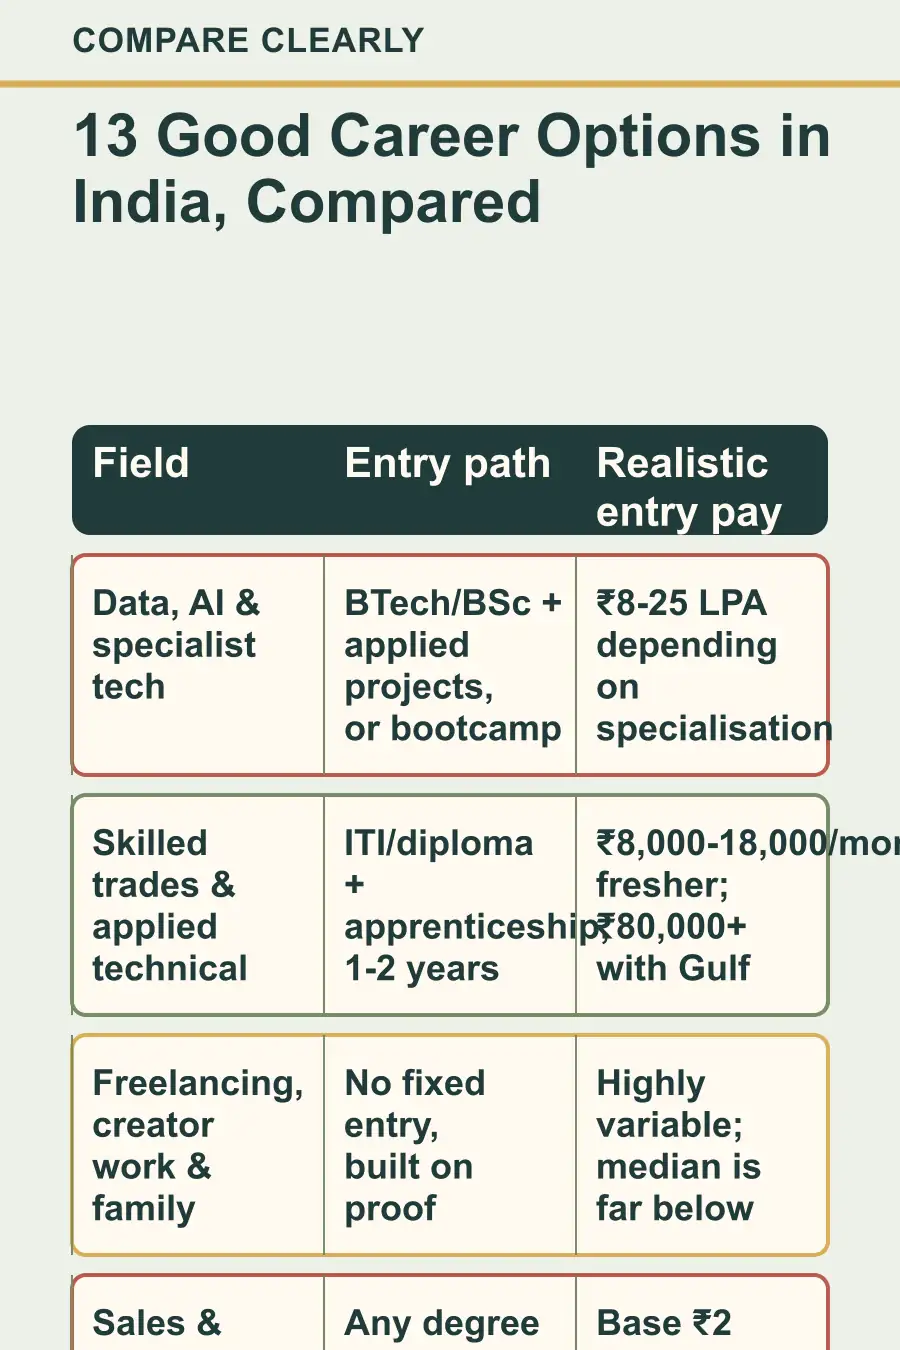 COMPARE CLEARLY
13 Good Career Options in
India, Compared
Field
Entry path
Realistic
entry pay
Data, AI &
specialist
tech
BTech/BSc +
applied
projects,
or bootcamp
₹8-25 LPA
depending
on
specialisation
Skilled
trades &
applied
technical
ITI/diploma
+
apprenticeship,
1-2 years
₹8,000-18,000/mon
fresher;
₹80,000+
with Gulf
Freelancing,
creator
work &
family
No fixed
entry,
built on
proof
Highly
variable;
median is
far below
Sales &
Any degree
Base ₹2